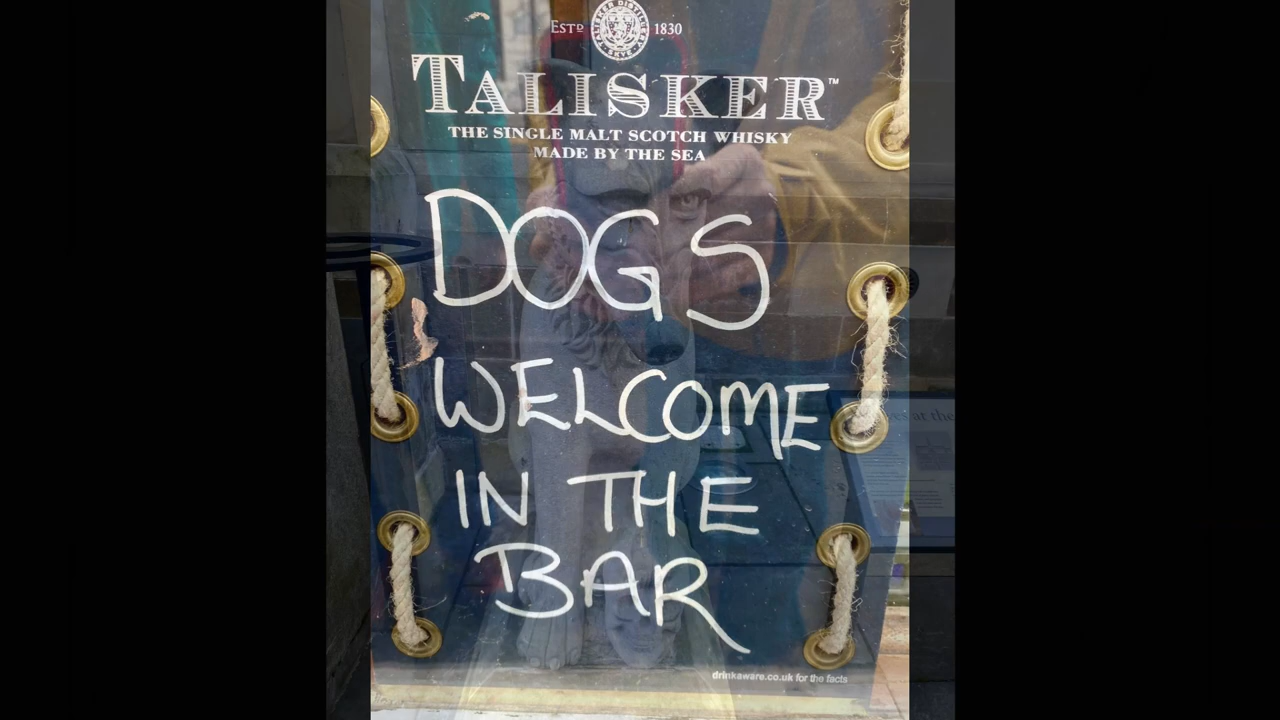 ESTD 1830
TALISKER™
THE SINGLE MALT SCOTCH WHISKY
MADE BY THE SEA
DOGS
WELCOME
IN THE
BAR
drinkaware.co.uk for the facts